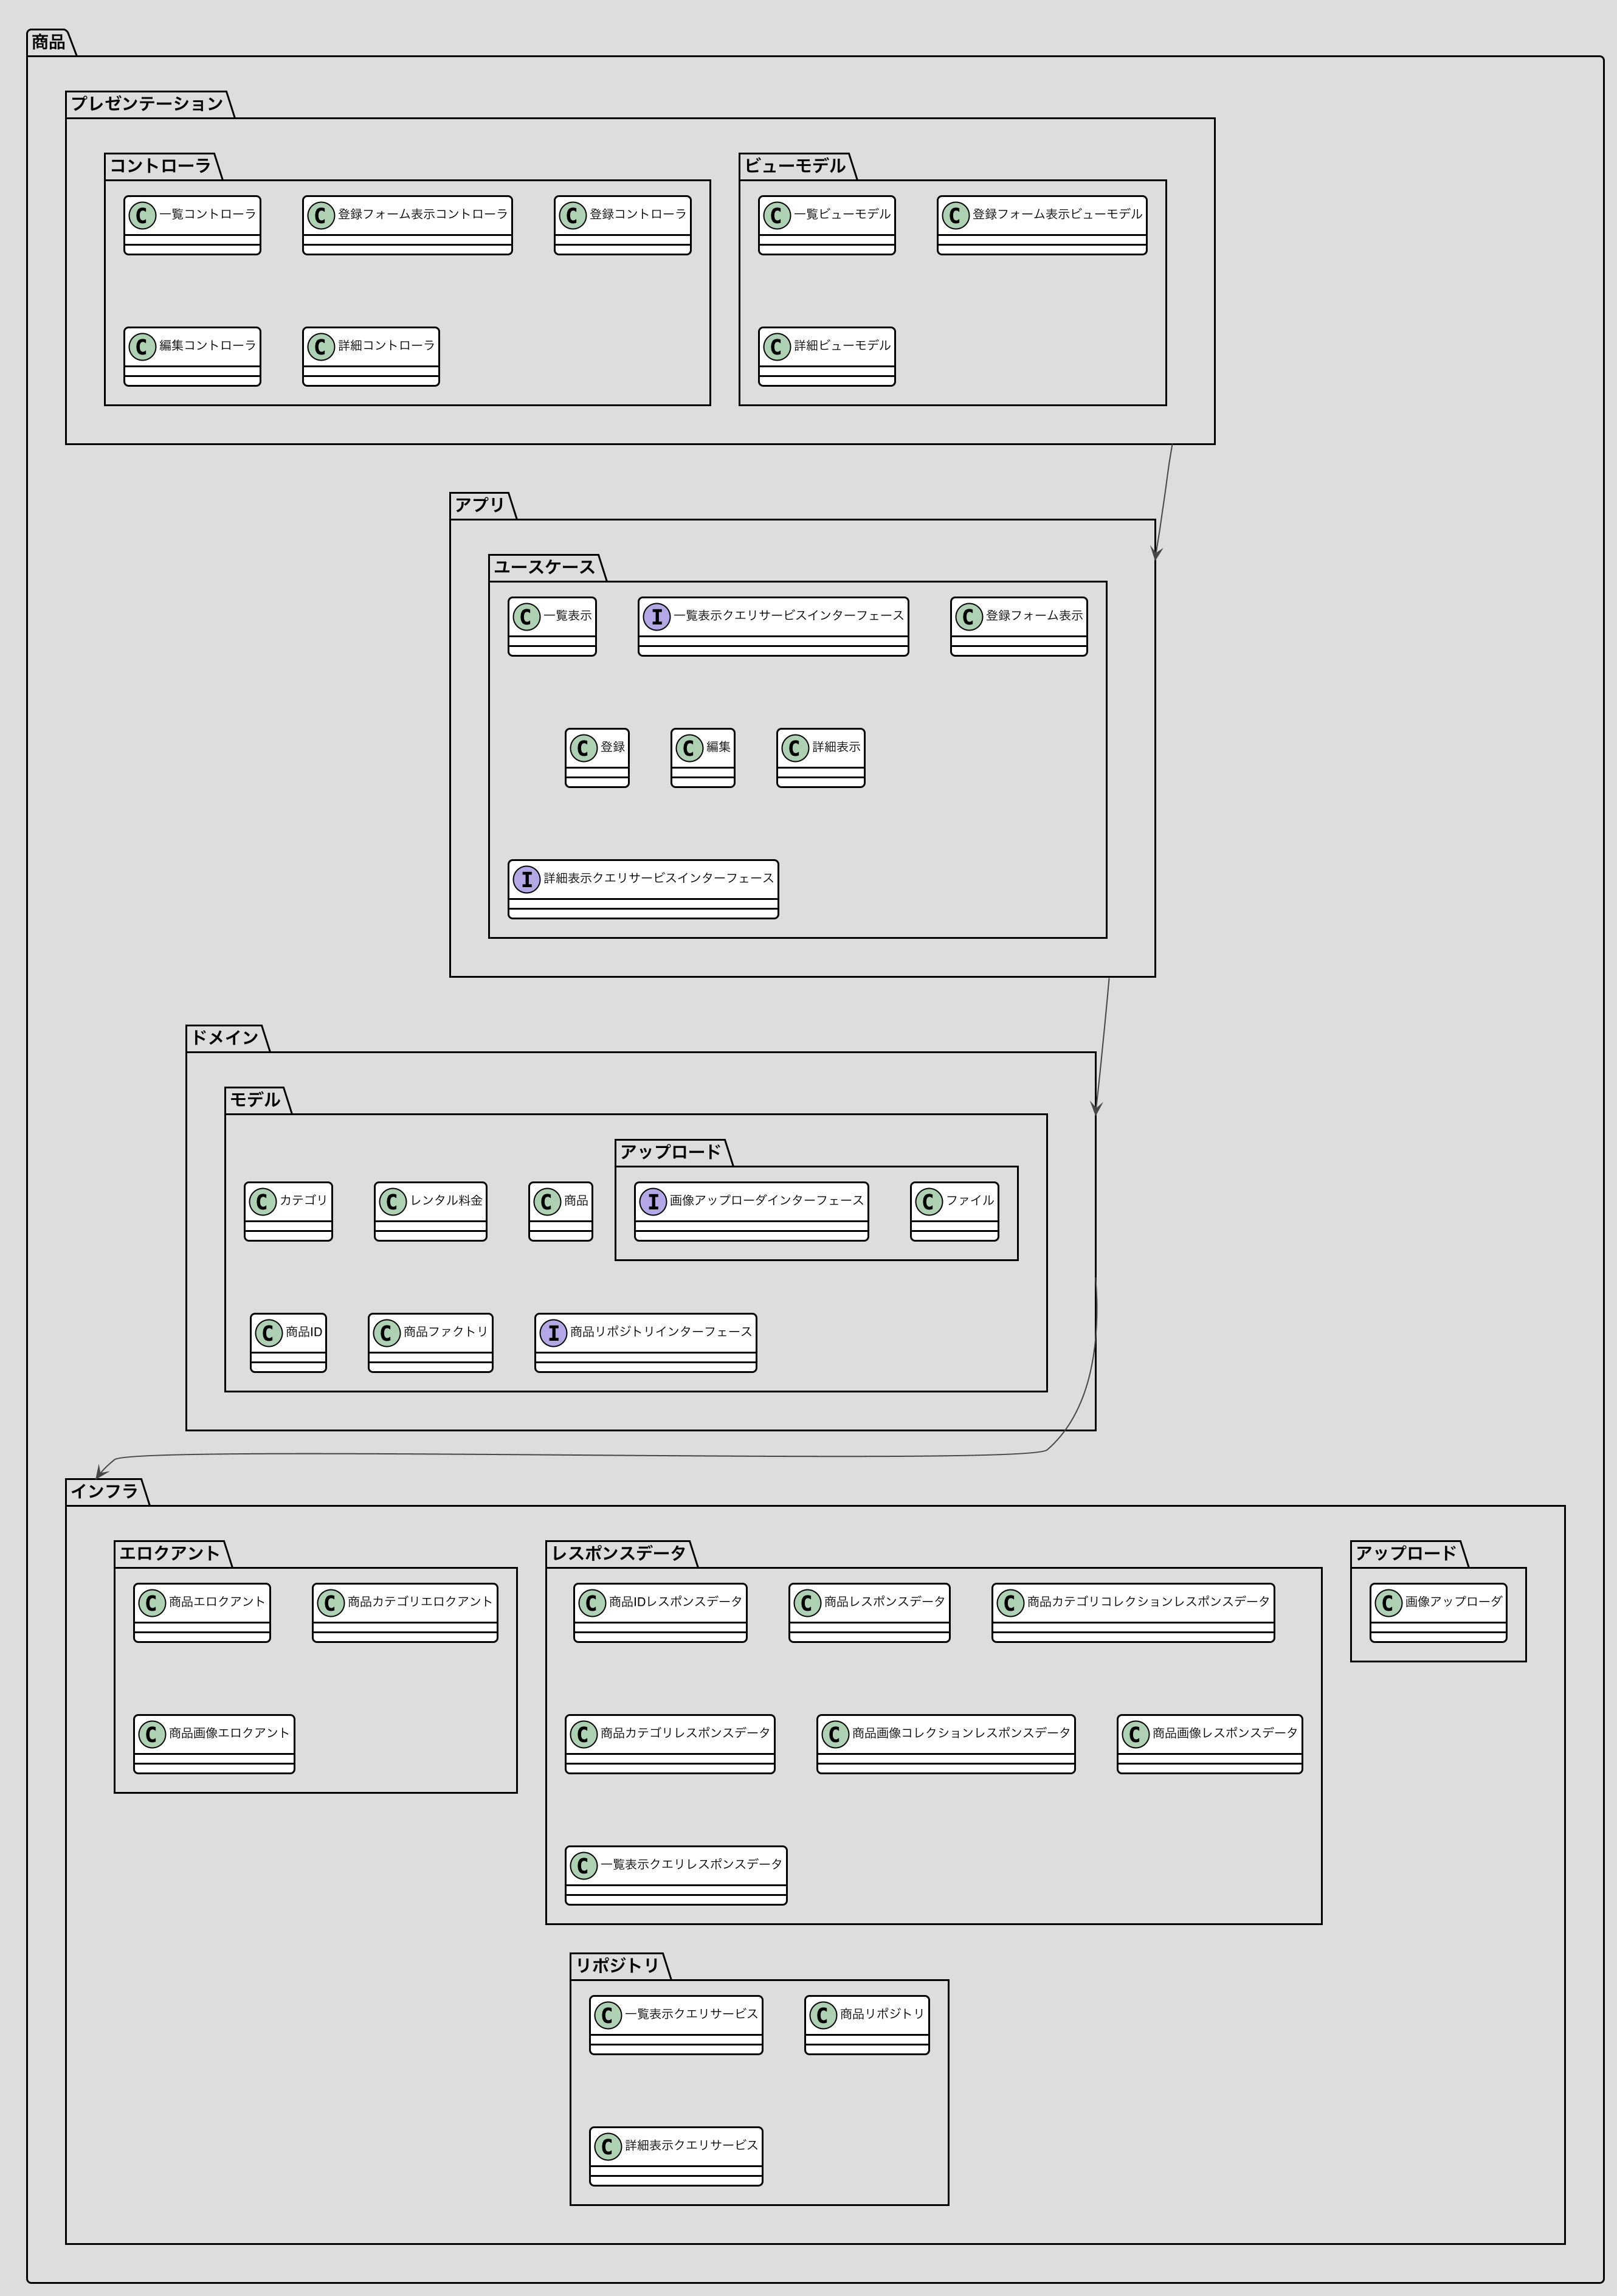 商品
プレゼンテーション
コントローラ
C 一覧コントローラ
C 登録フォーム表示コントローラ
C 登録コントローラ
C 編集コントローラ
C 詳細コントローラ
ビューモデル
C 一覧ビューモデル
C 登録フォーム表示ビューモデル
C 詳細ビューモデル
アプリ
ユースケース
C 一覧表示
I 一覧表示クエリサービスインターフェース
C 登録フォーム表示
C 登録
C 編集
C 詳細表示
I 詳細表示クエリサービスインターフェース
ドメイン
モデル
C カテゴリ
C レンタル料金
C 商品
アップロード
I 画像アップローダインターフェース
C ファイル
C 商品ID
C 商品ファクトリ
I 商品リポジトリインターフェース
インフラ
エロクアント
C 商品エロクアント
C 商品カテゴリエロクアント
C 商品画像エロクアント
レスポンスデータ
C 商品IDレスポンスデータ
C 商品レスポンスデータ
C 商品カテゴリコレクションレスポンスデータ
C 商品カテゴリレスポンスデータ
C 商品画像コレクションレスポンスデータ
C 商品画像レスポンスデータ
C 一覧表示クエリレスポンスデータ
アップロード
C 画像アップローダ
リポジトリ
C 一覧表示クエリサービス
C 商品リポジトリ
C 詳細表示クエリサービス